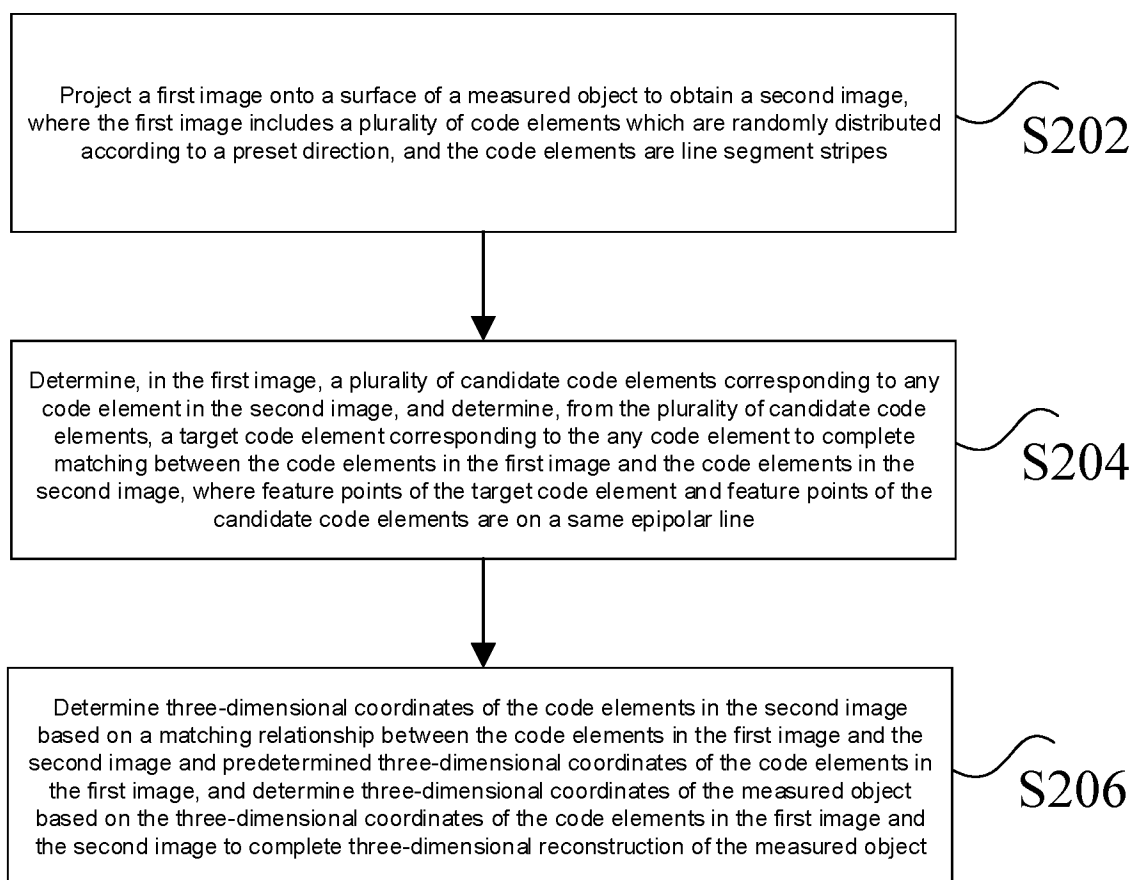 Project a first image onto a surface of a measured object to obtain a second image,
where the first image includes a plurality of code elements which are randomly distributed
according to a preset direction, and the code elements are line segment stripes
S202
Determine, in the first image, a plurality of candidate code elements corresponding to any
code element in the second image, and determine, from the plurality of candidate code
elements, a target code element corresponding to the any code element to complete
matching between the code elements in the first image and the code elements in the
second image, where feature points of the target code element and feature points of the
candidate code elements are on a same epipolar line
S204
Determine three-dimensional coordinates of the code elements in the second image
based on a matching relationship between the code elements in the first image and the
second image and predetermined three-dimensional coordinates of the code elements in
the first image, and determine three-dimensional coordinates of the measured object
based on the three-dimensional coordinates of the code elements in the first image and
the second image to complete three-dimensional reconstruction of the measured object
S206